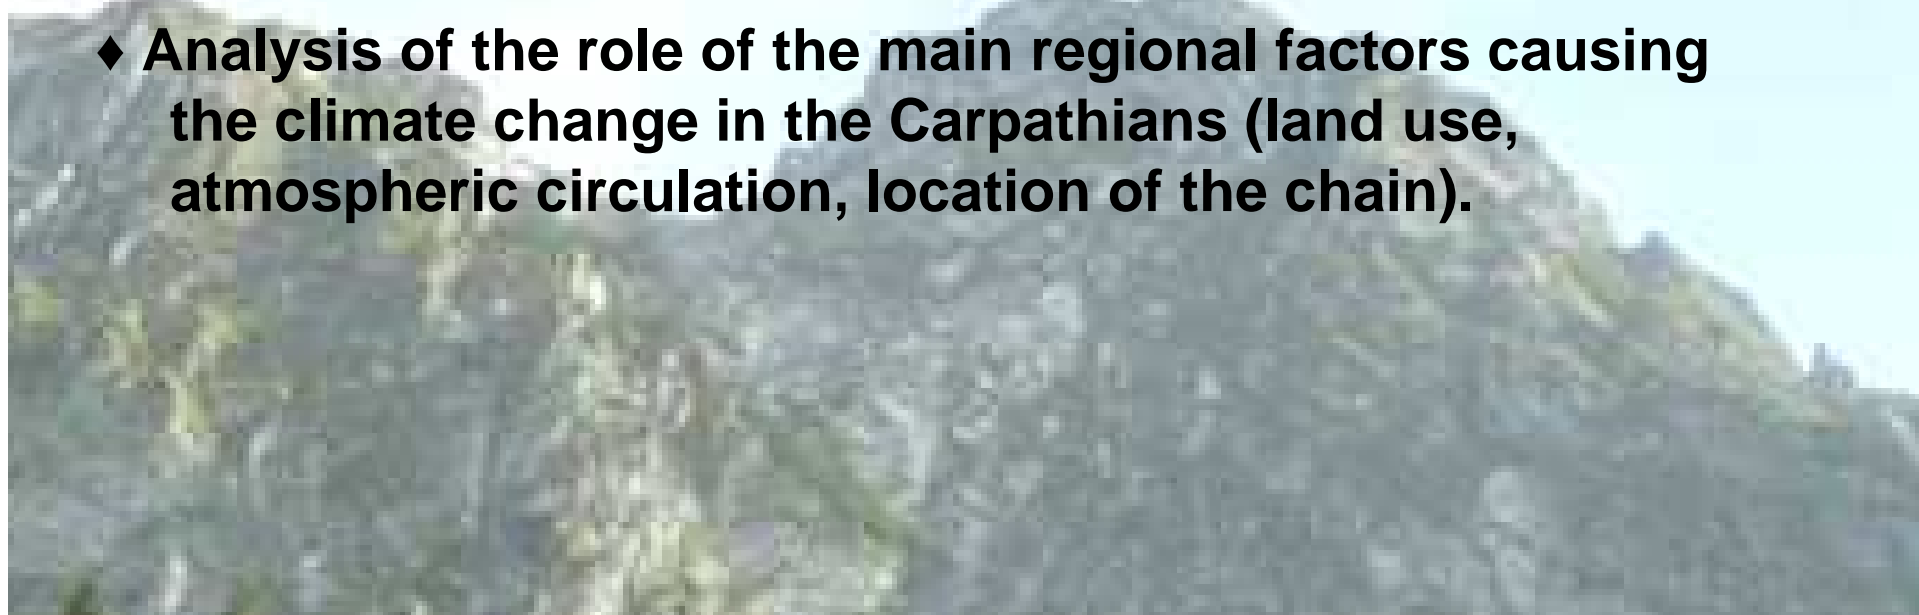 ♦ Analysis of the role of the main regional factors causing
the climate change in the Carpathians (land use,
atmospheric circulation, location of the chain).